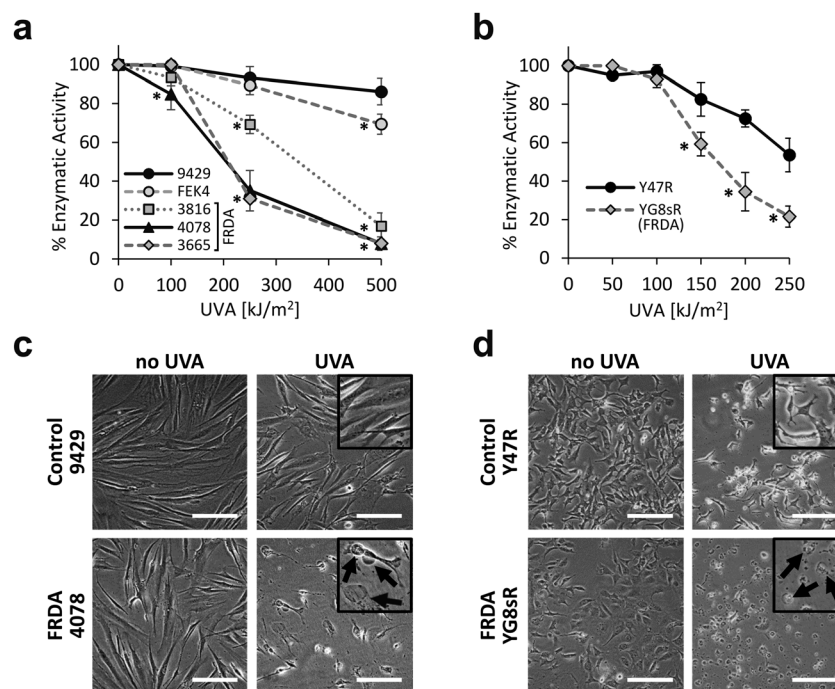 a
% Enzymatic Activity
100
80
60
40
20
0
*
*
*
*
*
*
9429
FEK4
3816
4078
3665
FRDA
0
100
200
300
400
500
UVA [kJ/m²]
b
% Enzymatic Activity
100
80
60
40
20
0
*
*
*
Y47R
YG8sR
(FRDA)
0
50
100
150
200
250
UVA [kJ/m²]
c
no UVA
UVA
Control
9429
FRDA
4078
d
no UVA
UVA
Control
Y47R
FRDA
YG8sR